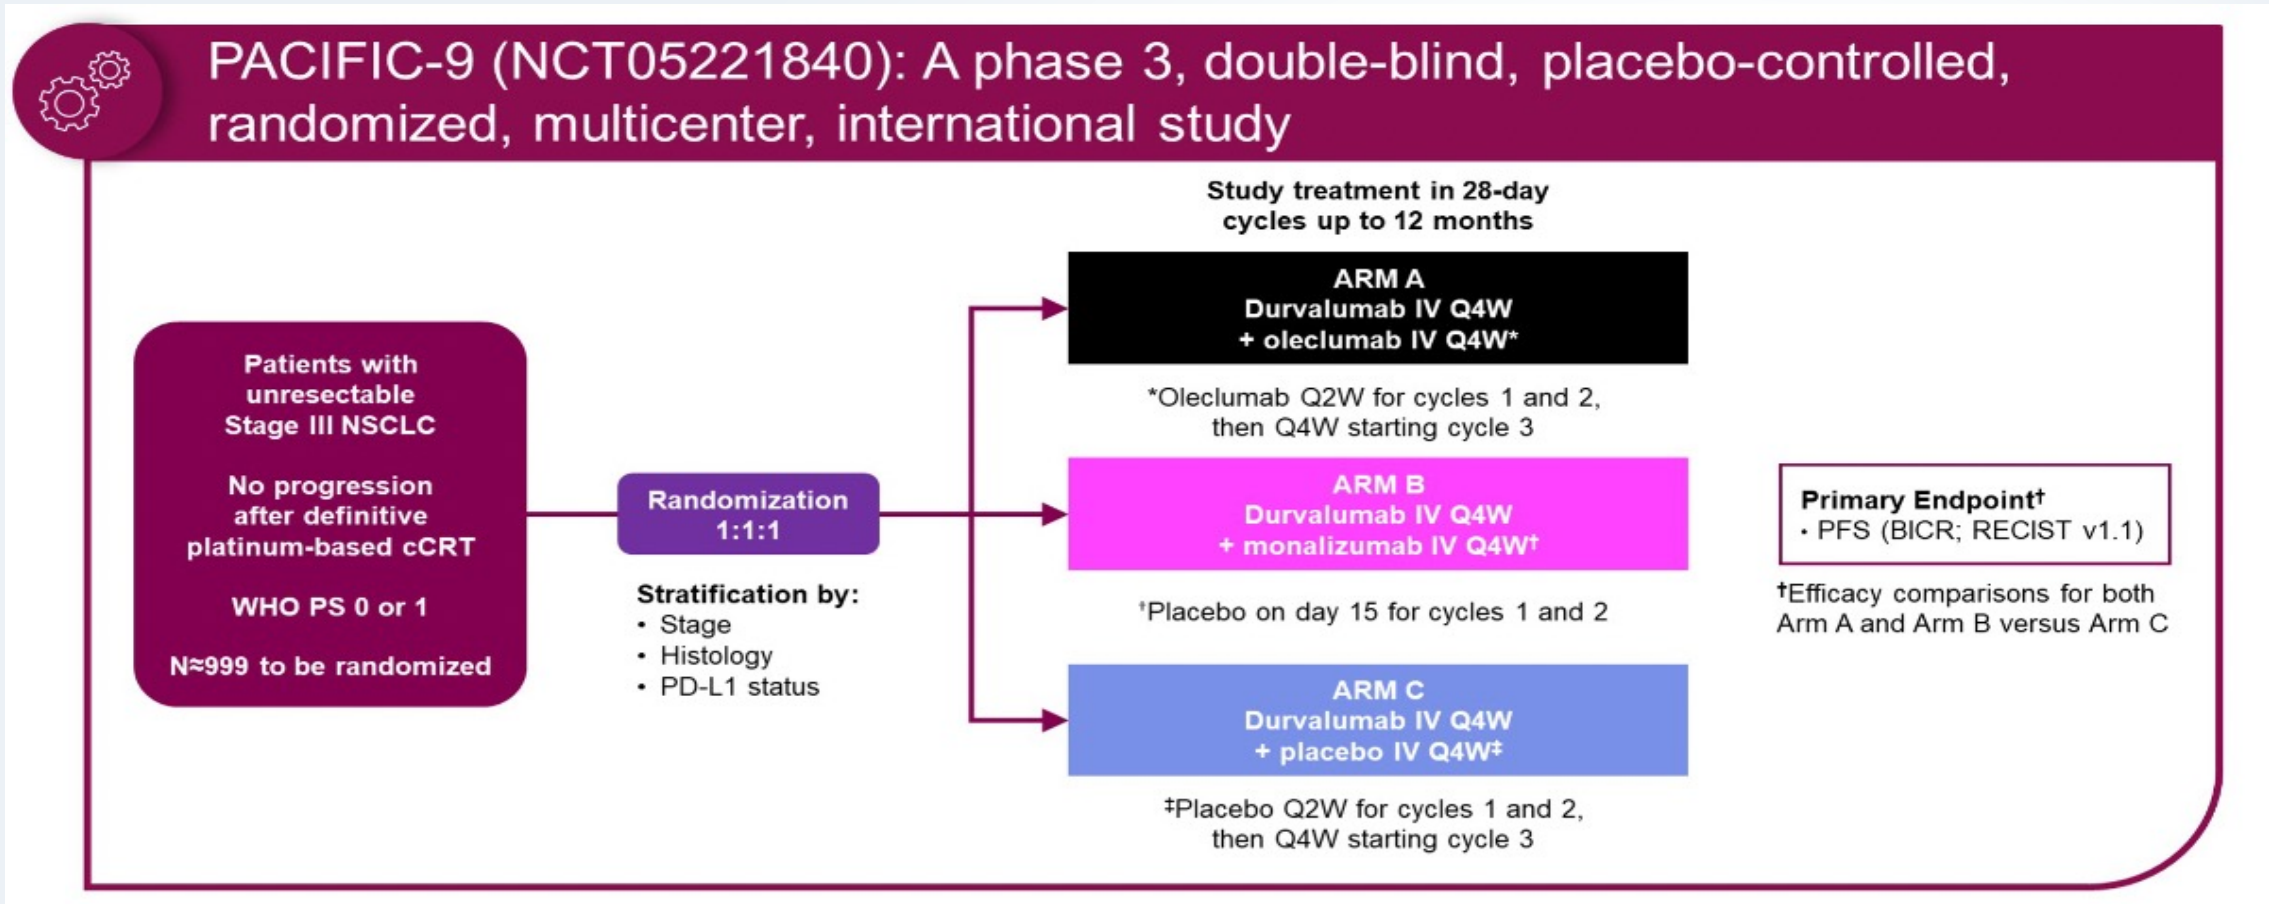 PACIFIC-9 (NCT05221840): A phase 3, double-blind, placebo-controlled,
randomized, multicenter, international study
Patients with
unresectable
Stage III NSCLC
No progression
after definitive
platinum-based cCRT
WHO PS 0 or 1
N≈999 to be randomized
Randomization
1:1:1
Stratification by:
• Stage
• Histology
• PD-L1 status
Study treatment in 28-day
cycles up to 12 months
ARM A
Durvalumab IV Q4W
+ oleclumab IV Q4W*
*Oleclumab Q2W for cycles 1 and 2,
then Q4W starting cycle 3
ARM B
Durvalumab IV Q4W
+ monalizumab IV Q4W†
†Placebo on day 15 for cycles 1 and 2
ARM C
Durvalumab IV Q4W
+ placebo IV Q4W‡
‡Placebo Q2W for cycles 1 and 2,
then Q4W starting cycle 3
Primary Endpoint†
• PFS (BICR; RECIST v1.1)
†Efficacy comparisons for both
Arm A and Arm B versus Arm C